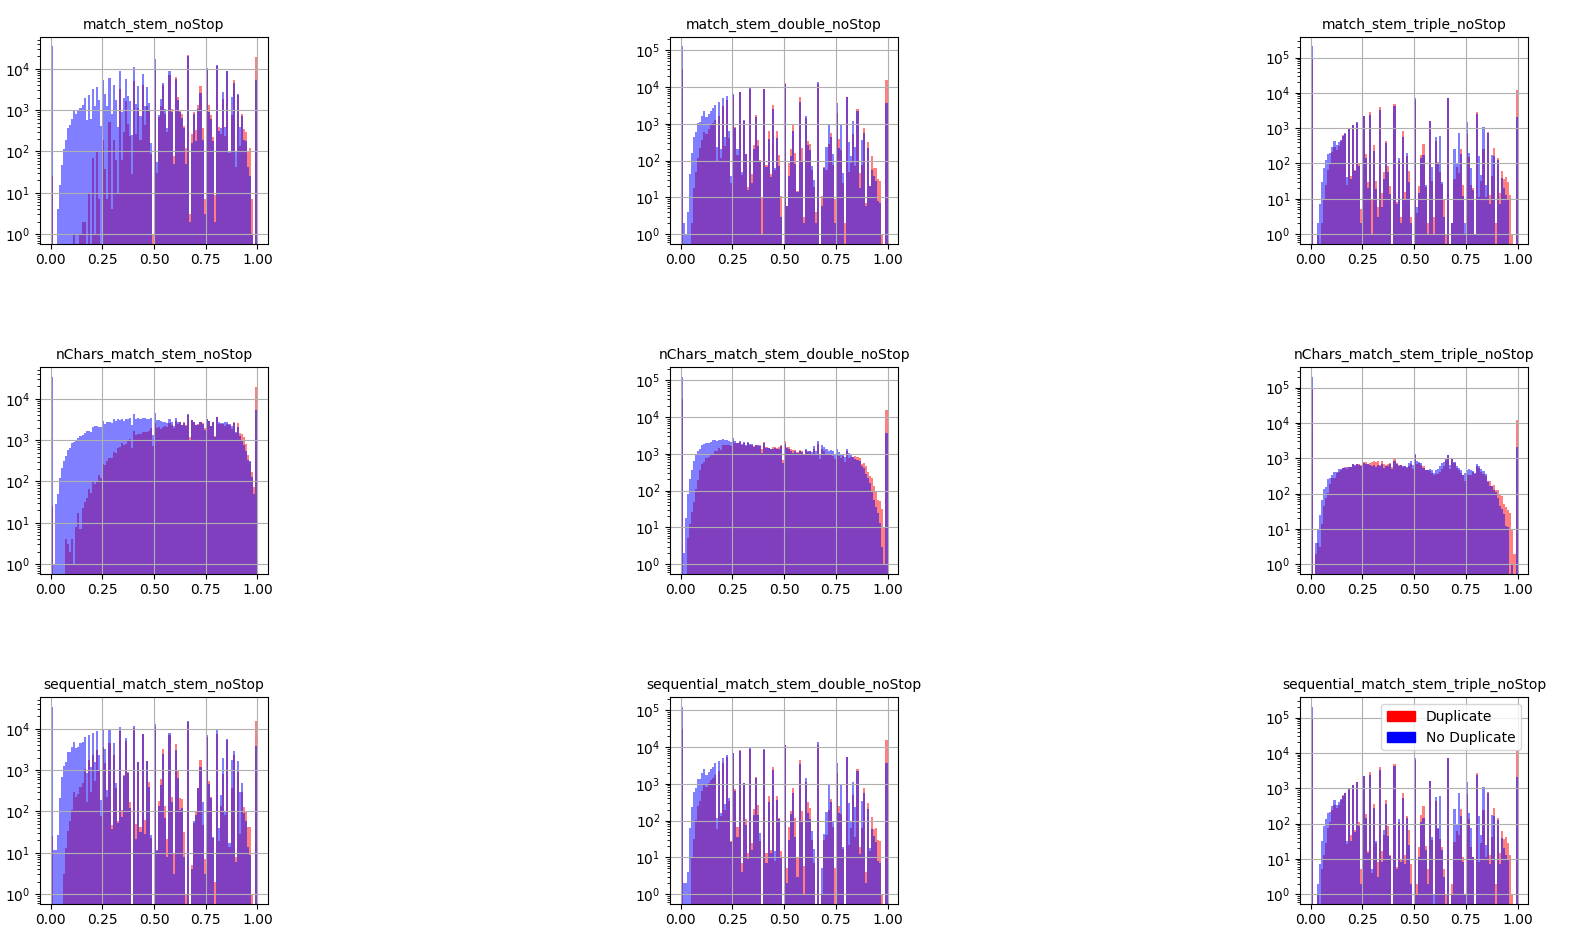 match_stem_noStop
match_stem_double_noStop
match_stem_triple_noStop
10^4
10^3
10^2
10^1
10^0
0.00 0.25 0.50 0.75 1.00
10^5
10^4
10^3
10^2
10^1
10^0
0.00 0.25 0.50 0.75 1.00
10^5
10^4
10^3
10^2
10^1
10^0
0.00 0.25 0.50 0.75 1.00
nChars_match_stem_noStop
nChars_match_stem_double_noStop
nChars_match_stem_triple_noStop
10^4
10^3
10^2
10^1
10^0
0.00 0.25 0.50 0.75 1.00
10^5
10^4
10^3
10^2
10^1
10^0
0.00 0.25 0.50 0.75 1.00
10^5
10^4
10^3
10^2
10^1
10^0
0.00 0.25 0.50 0.75 1.00
sequential_match_stem_noStop
sequential_match_stem_double_noStop
sequential_match_stem_triple_noStop
10^4
10^3
10^2
10^1
10^0
0.00 0.25 0.50 0.75 1.00
10^5
10^4
10^3
10^2
10^1
10^0
0.00 0.25 0.50 0.75 1.00
10^5
10^4
10^3
10^2
10^1
10^0
0.00 0.25 0.50 0.75 1.00
Duplicate
No Duplicate